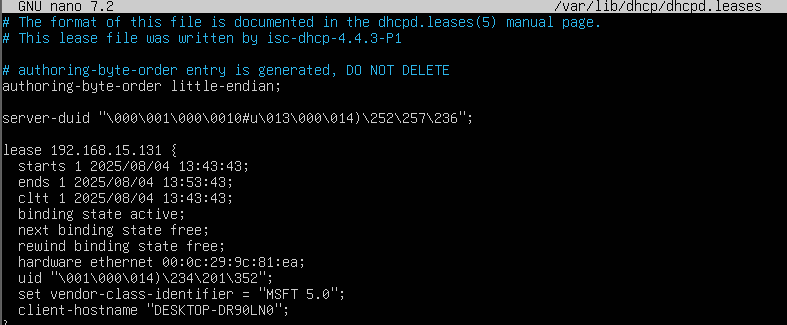 GNU nano 7.2 /var/lib/dhcp/dhcpd.leases
# The format of this file is documented in the dhcpd.leases(5) manual page.
# This lease file was written by isc-dhcp-4.4.3-P1
# authoring-byte-order entry is generated, DO NOT DELETE
authoring-byte-order little-endian;
server-duid "\000\001\000\0010#u\013\000\014)\252\257\236";
lease 192.168.15.131 {
starts 1 2025/08/04 13:43:43;
ends 1 2025/08/04 13:53:43;
cltt 1 2025/08/04 13:43:43;
binding state active;
next binding state free;
rewind binding state free;
hardware ethernet 00:0c:29:9c:81:ea;
uid "\001\000\014)\234\201\352";
set vendor-class-identifier = "MSFT 5.0";
client-hostname "DESKTOP-DR90LN0";
}